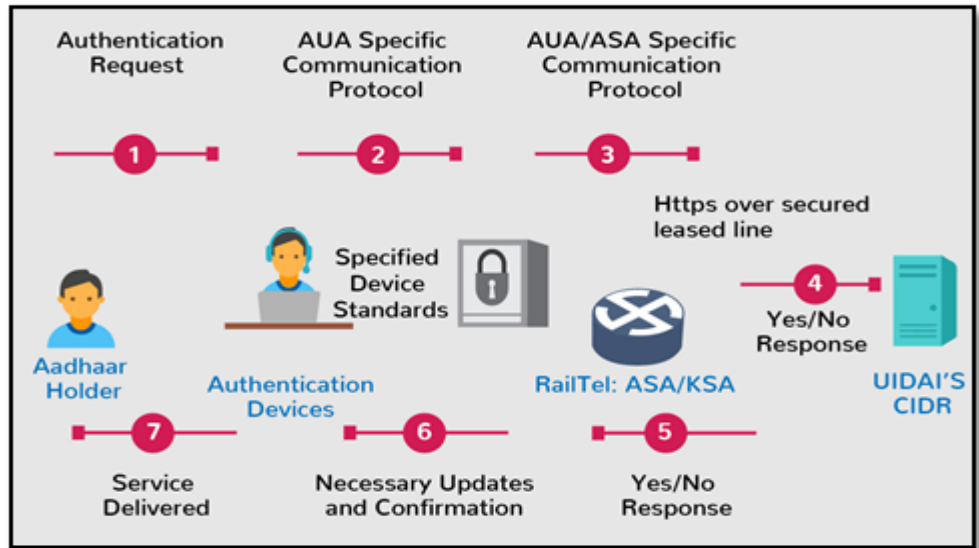 Authentication
Request
AUA Specific
Communication
Protocol
AUA/ASA Specific
Communication
Protocol
1
2
3
Https over secured
leased line
4
Yes/No
Response
Specified
Device
Standards
Aadhaar
Holder
Authentication
Devices
RailTel: ASA/KSA
UIDAI'S
CIDR
7
6
5
Service
Delivered
Necessary Updates
and Confirmation
Yes/No
Response